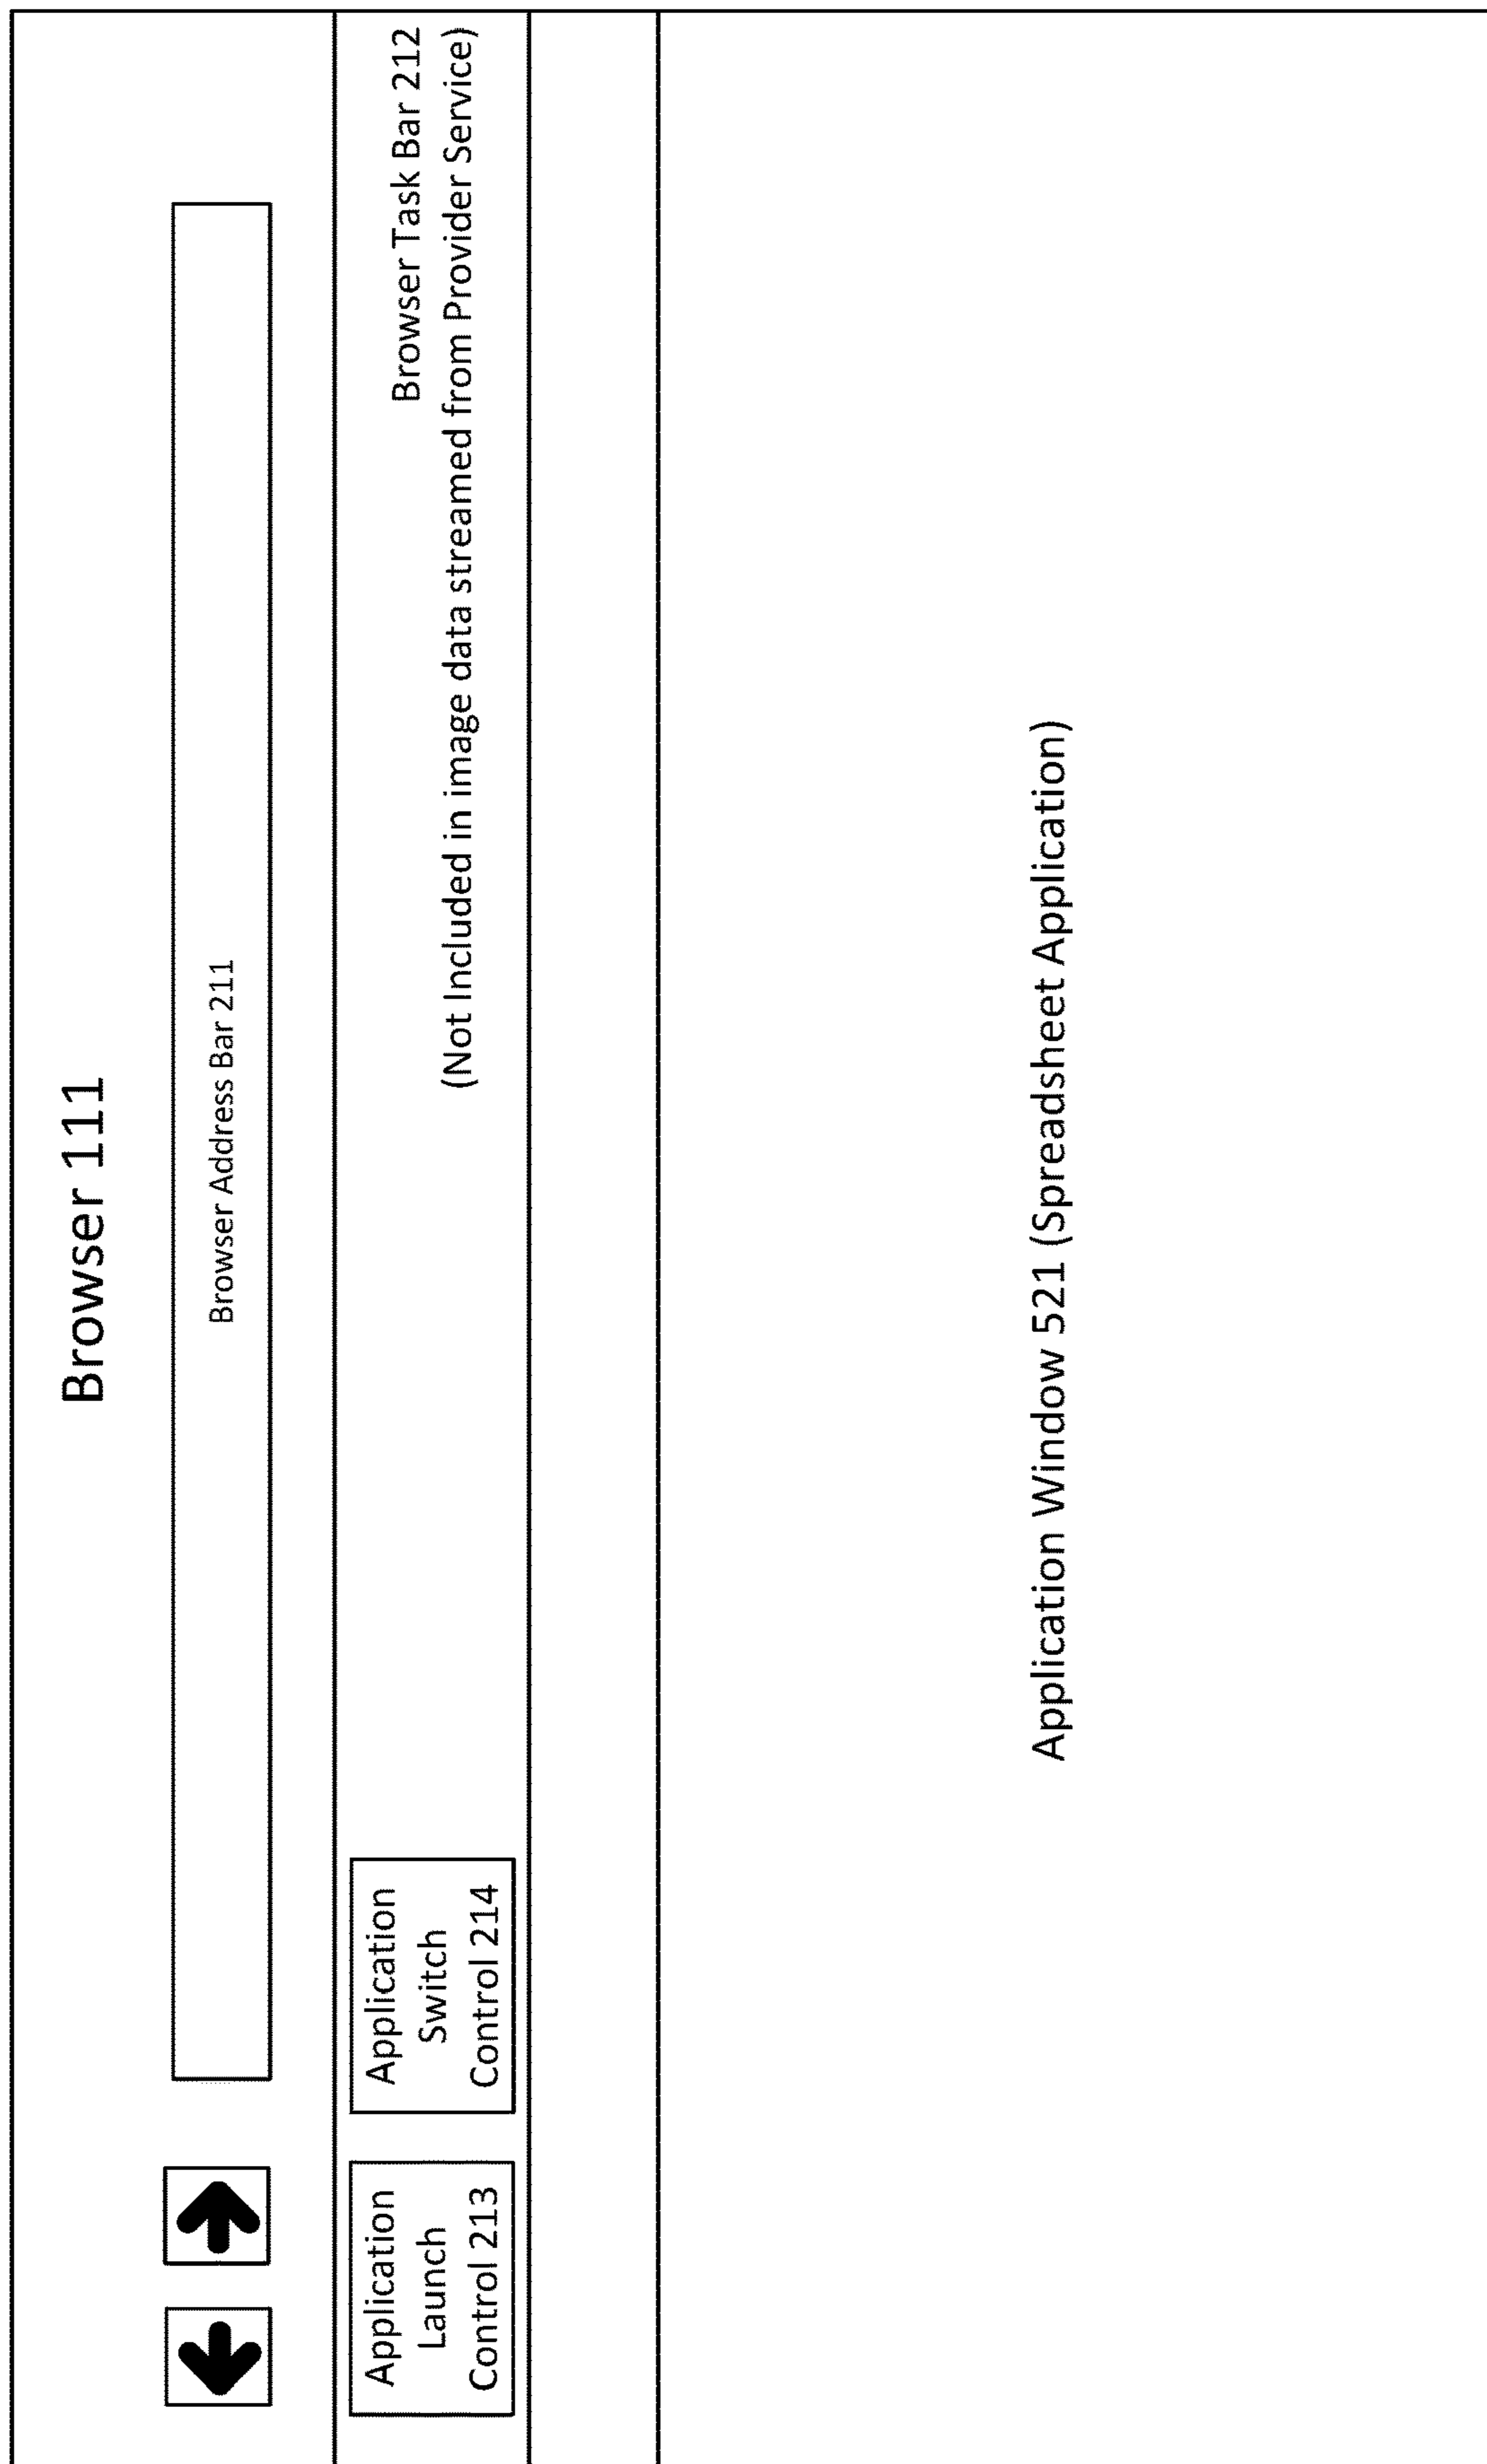 Browser 111
Browser Address Bar 211
Application
Launch
Control 213
Application
Switch
Control 214
Browser Task Bar 212
(Not Included in image data streamed from Provider Service)
Application Window 521 (Spreadsheet Application)